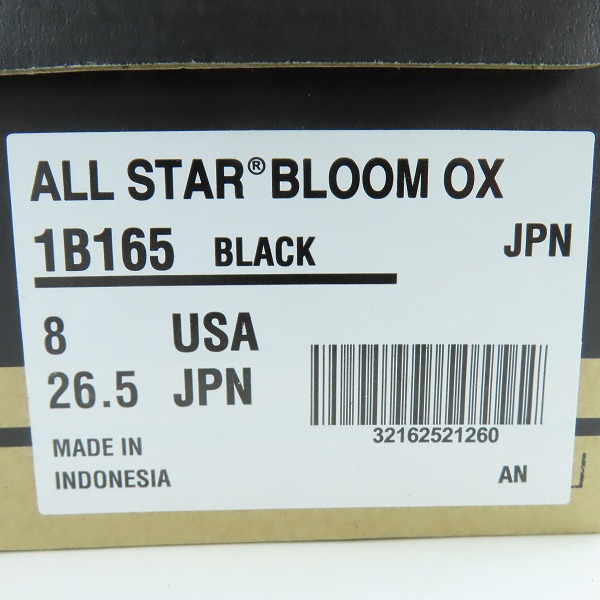 ALL STAR® BLOOM OX
1B165 BLACK JPN
8 USA
26.5 JPN
32162521260
MADE IN
INDONESIA
AN